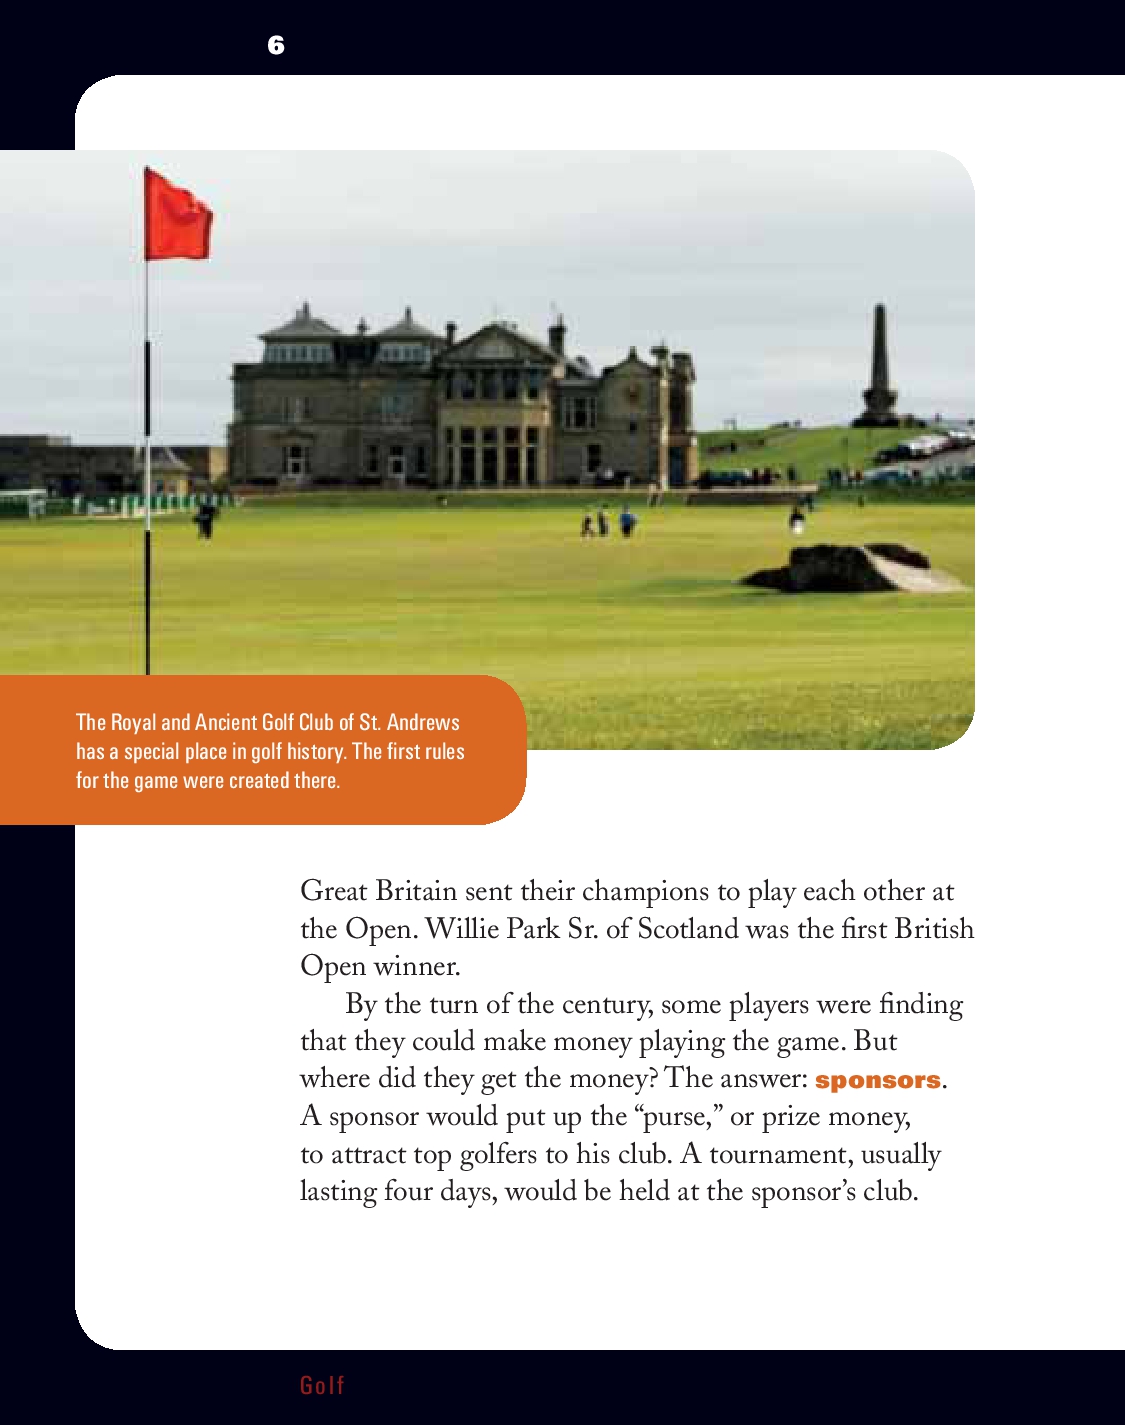 6
The Royal and Ancient Golf Club of St. Andrews
has a special place in golf history. The first rules
for the game were created there.
Great Britain sent their champions to play each other at
the Open. Willie Park Sr. of Scotland was the first British
Open winner.
By the turn of the century, some players were finding
that they could make money playing the game. But
where did they get the money? The answer: sponsors.
A sponsor would put up the “purse,” or prize money,
to attract top golfers to his club. A tournament, usually
lasting four days, would be held at the sponsor’s club.
Golf